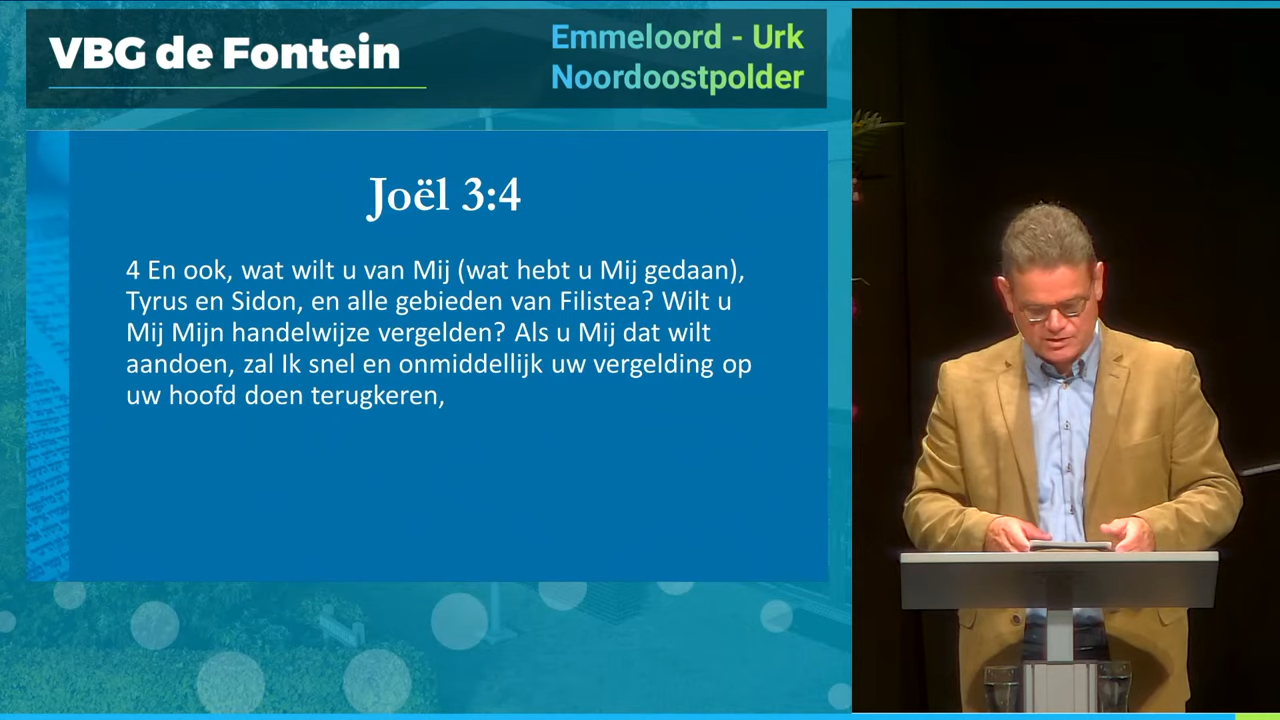 VBG de Fontein
Emmeloord - Urk
Noordoostpolder
Joël 3:4
4 En ook, wat wilt u van Mij (wat hebt u Mij gedaan),
Tyrus en Sidon, en alle gebieden van Filistea? Wilt u
Mij Mijn handelwijze vergelden? Als u Mij dat wilt
aandoen, zal Ik snel en onmiddellijk uw vergelding op
uw hoofd doen terugkeren,